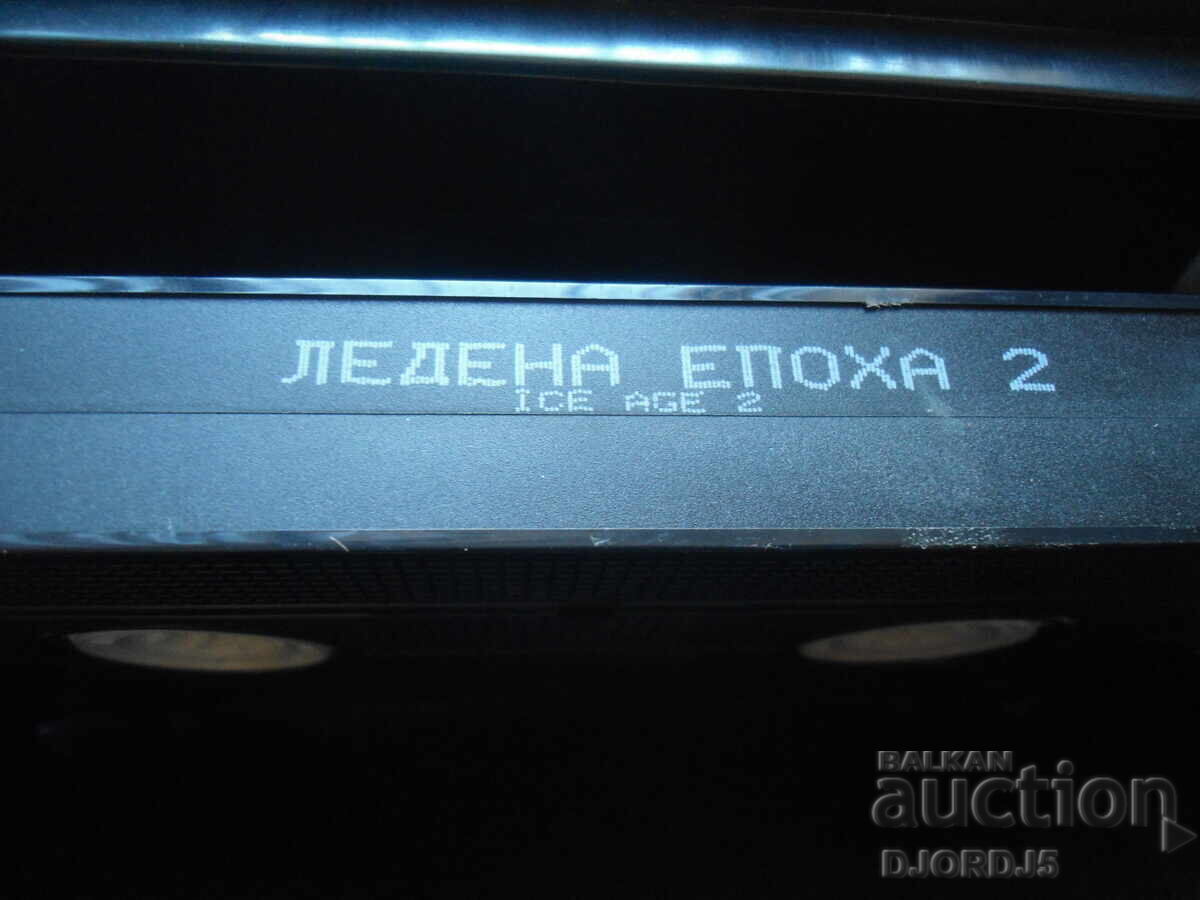 ЛЕДЕНА ЕПОХА 2
ICE AGE 2
BALKAN
auction
DJORDJ5